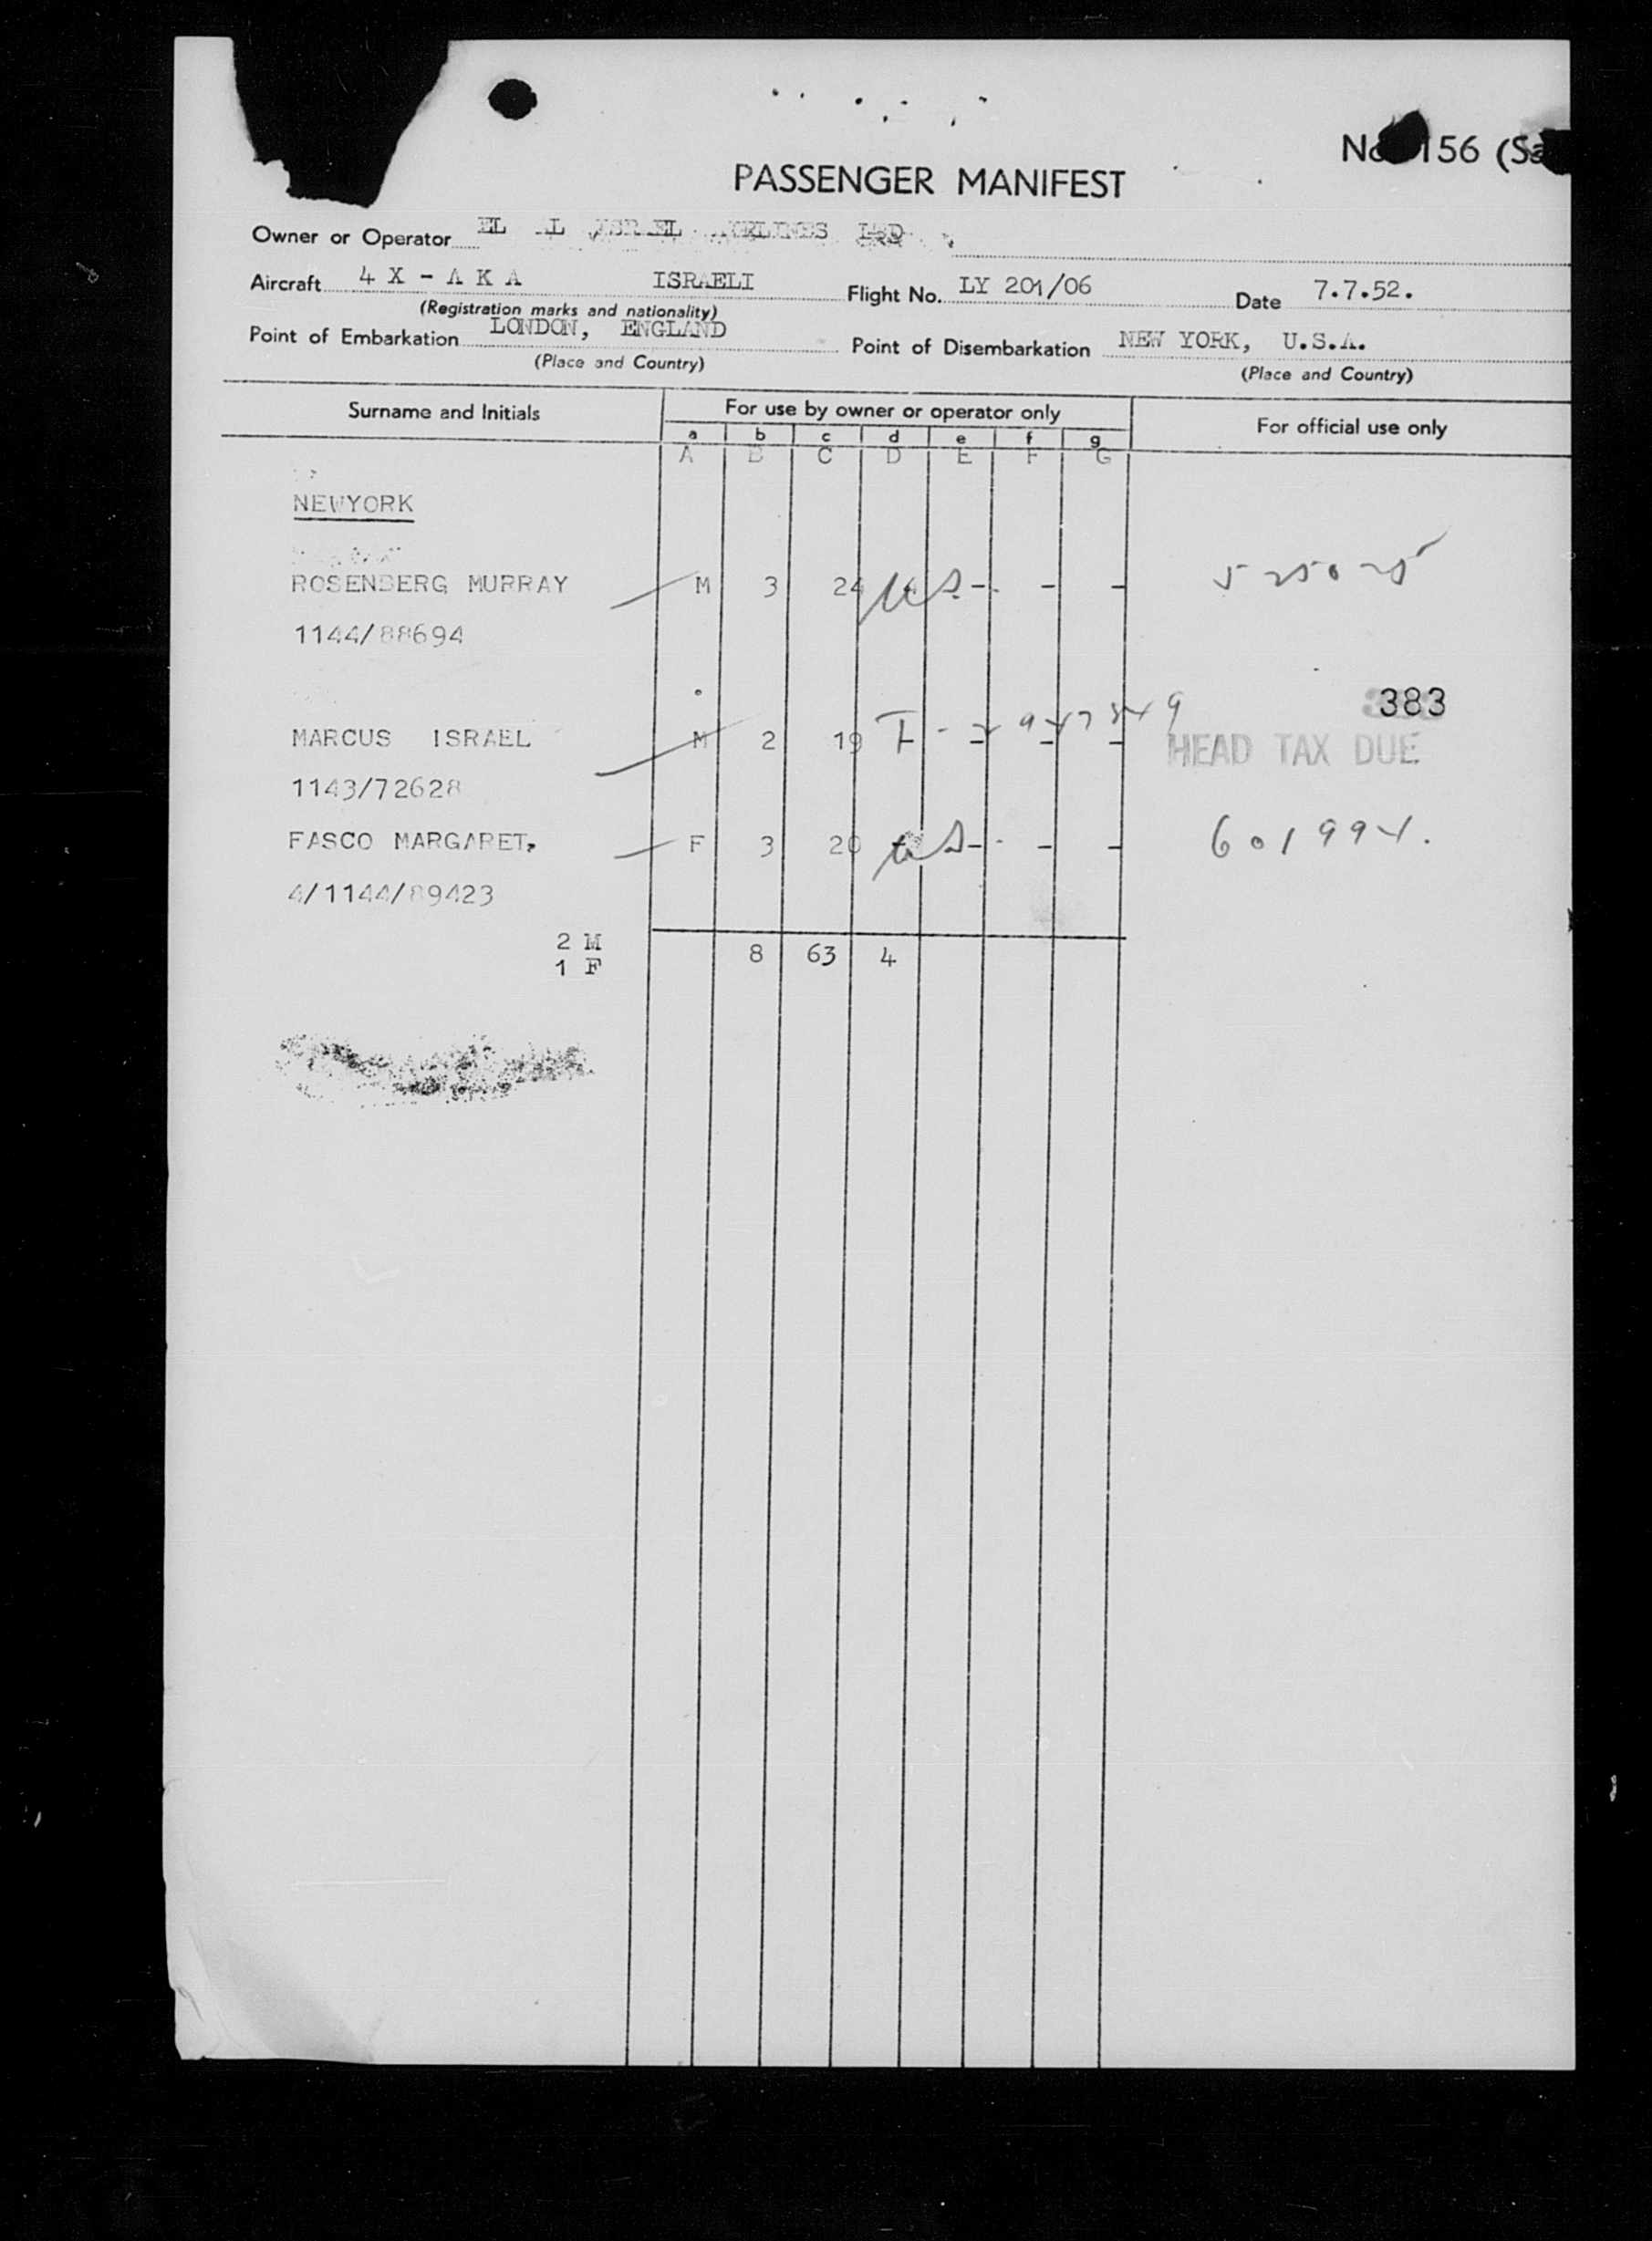 No 156 (Sa
PASSENGER MANIFEST
Owner or Operator EL AL ISRAEL AIRLINES LTD
Aircraft 4 X - A K A ISRAELI Flight No. LY 201/06 Date 7.7.52.
(Registration marks and nationality)
Point of Embarkation LONDON, ENGLAND Point of Disembarkation NEW YORK, U.S.A.
(Place and Country) (Place and Country)
Surname and Initials For use by owner or operator only For official use only
a b c d e f g
A B C D E F G
NEWYORK
ROSENBERG MURRAY M 3 24 US - - -
1144/88694
383
MARCUS ISRAEL M 2 19 - - - HEAD TAX DUE
1143/72628
FASCO MARGARET, F 3 20 US - - - 601994.
4/1144/89423
2 M
8 63 4
1 F